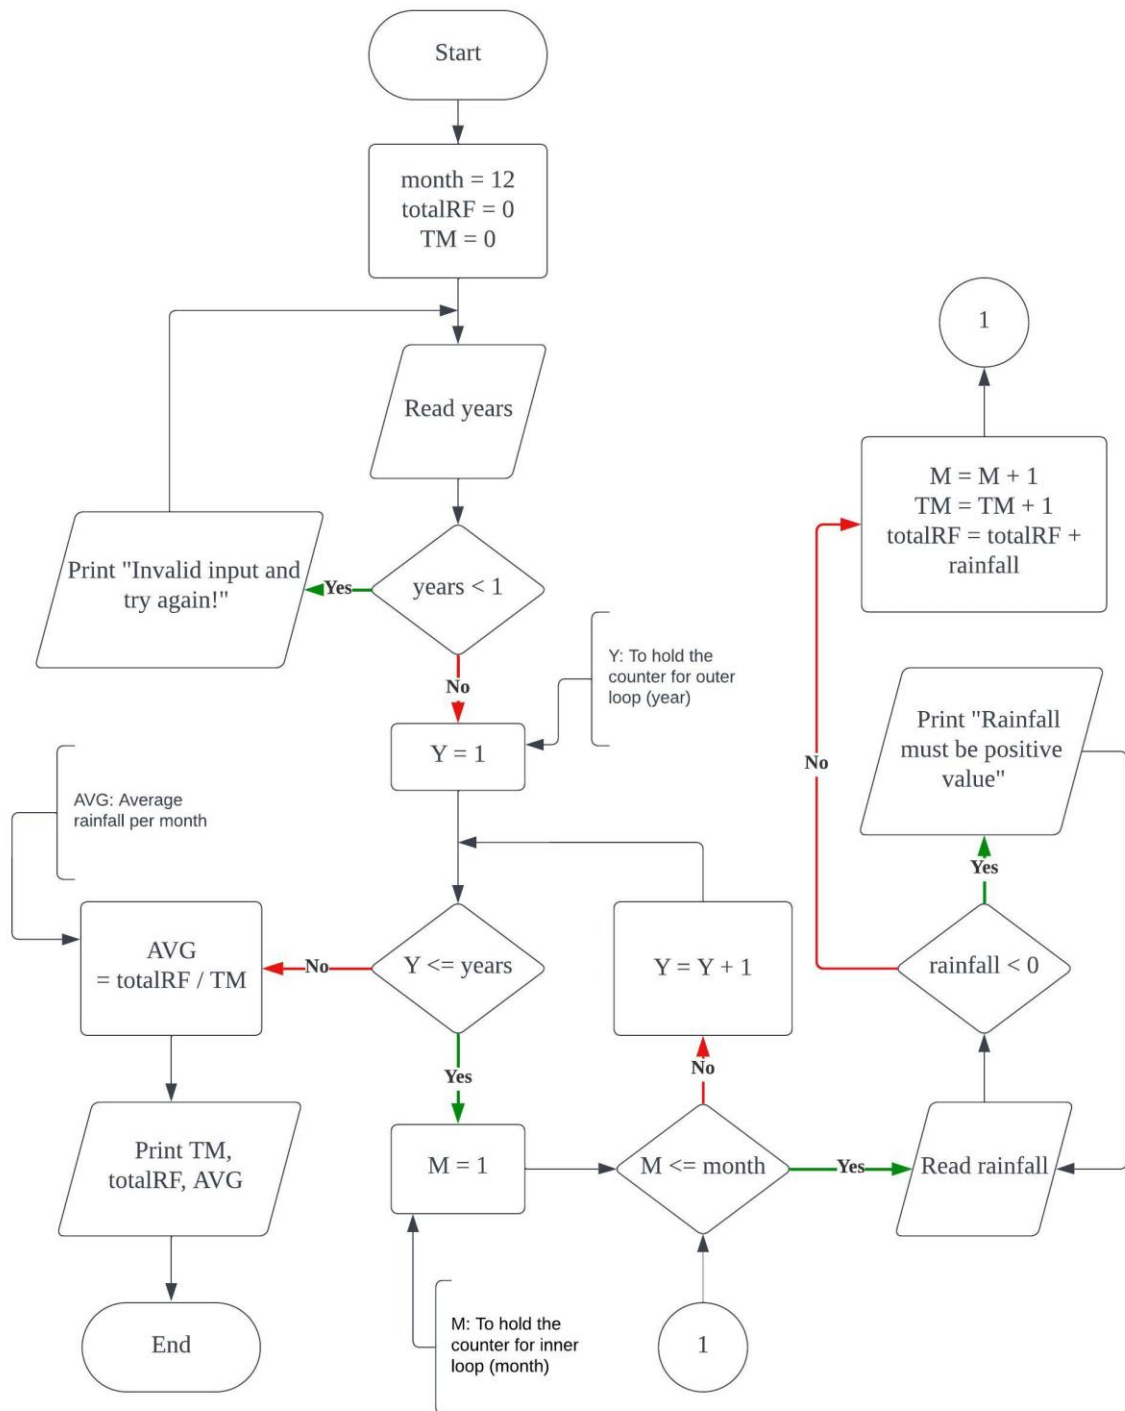 Start
month = 12
totalRF = 0
TM = 0
Read years
years < 1
Yes
Print "Invalid input and
try again!"
No
Y: To hold the
counter for outer
loop (year)
Y = 1
Y <= years
No
AVG: Average
rainfall per month
AVG
= totalRF / TM
Print TM,
totalRF, AVG
End
Yes
M = 1
M: To hold the
counter for inner
loop (month)
M <= month
No
Y = Y + 1
Yes
Read rainfall
rainfall < 0
Yes
Print "Rainfall
must be positive
value"
No
M = M + 1
TM = TM + 1
totalRF = totalRF +
rainfall
1
1